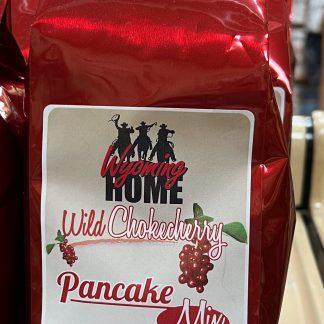 Wyoming
HOME
Wild Chokecherry
Pancake
Mix